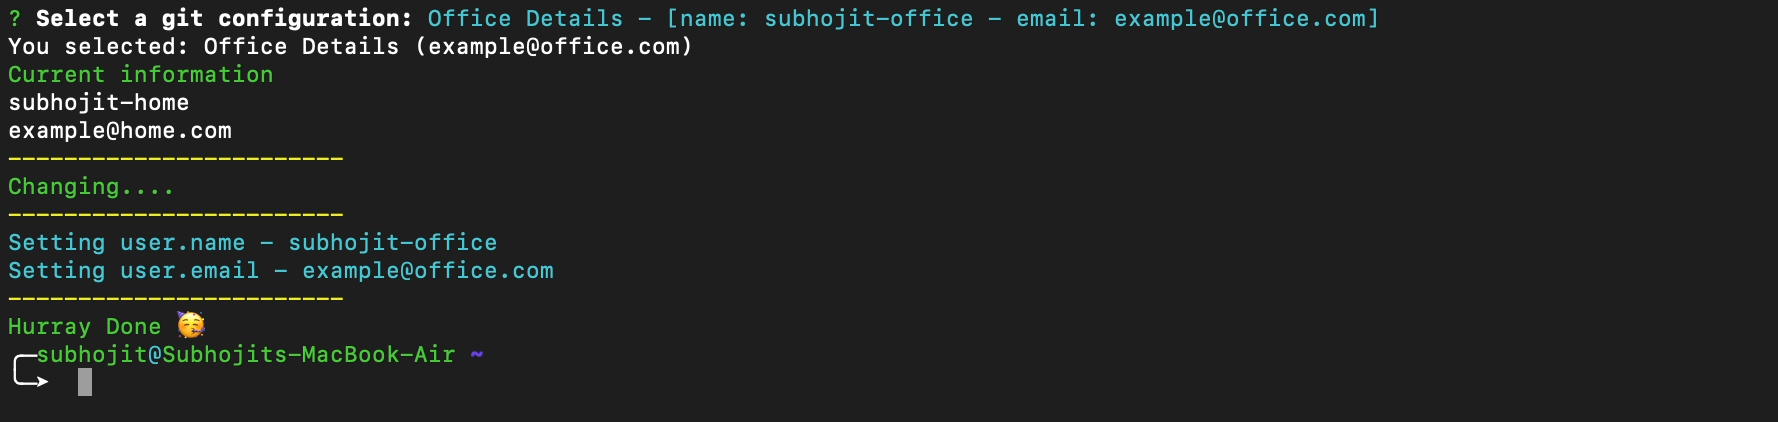 ? Select a git configuration: Office Details - [name: subhojit-office - email: example@office.com]
You selected: Office Details (example@office.com)
Current information
subhojit-home
example@home.com
------------------------
Changing....
------------------------
Setting user.name - subhojit-office
Setting user.email - example@office.com
------------------------
Hurray Done 🥳
subhojit@Subhojits-MacBook-Air ~